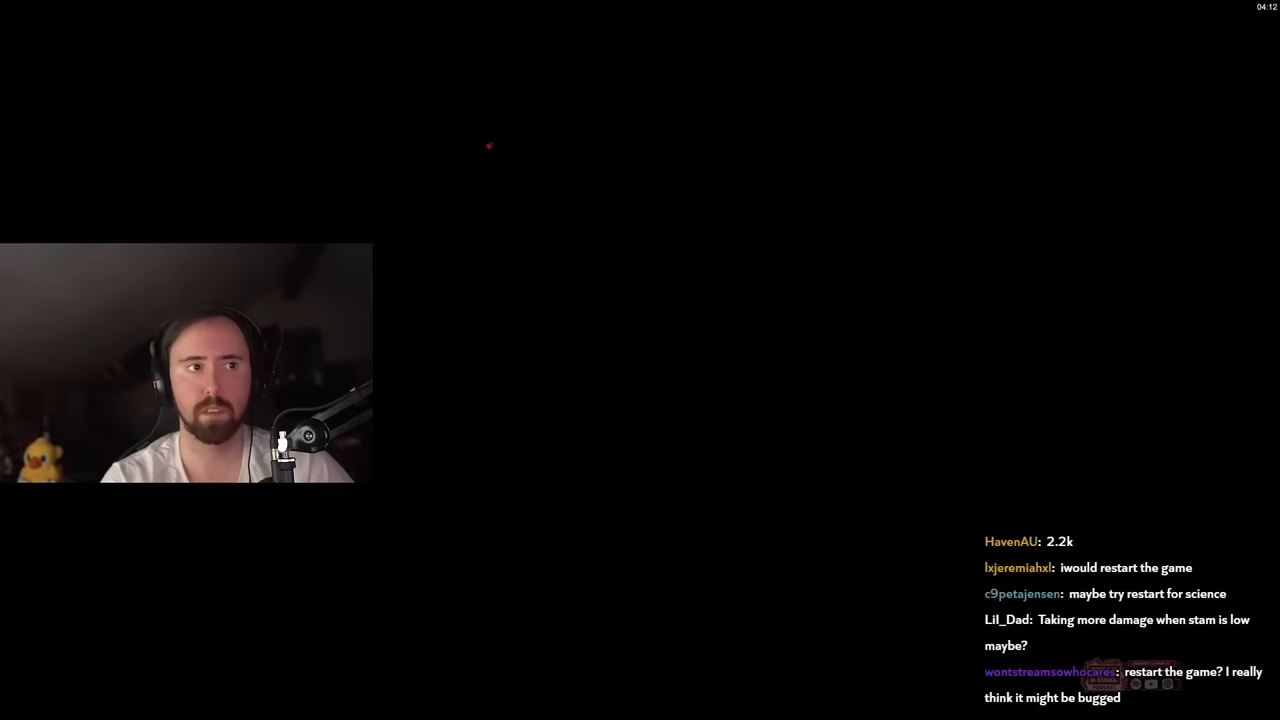 04:12
HavenAU: 2.2k
lxjeremiahxl: iwould restart the game
c9petajensen: maybe try restart for science
Lil_Dad: Taking more damage when stam is low
maybe?
wontstreamsowhocares: restart the game? I really
think it might be bugged